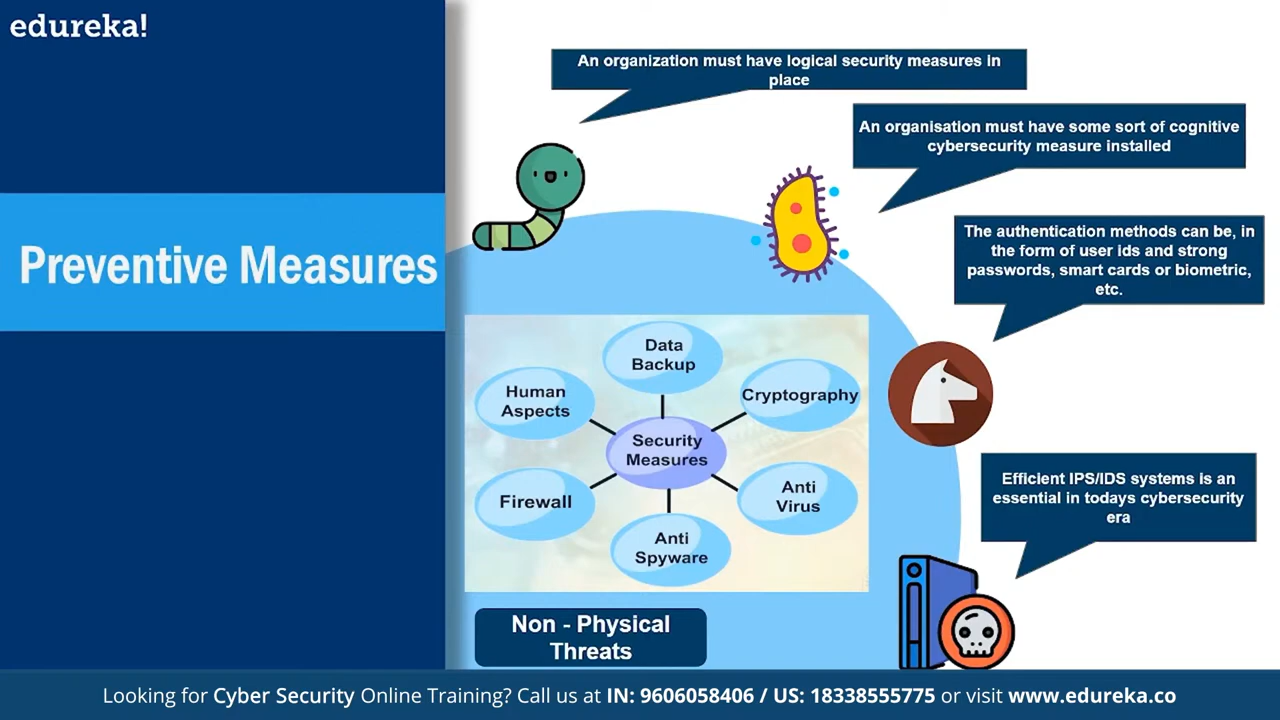 edureka!
Preventive Measures
An organization must have logical security measures in
place
An organisation must have some sort of cognitive
cybersecurity measure installed
The authentication methods can be, in
the form of user ids and strong
passwords, smart cards or biometric,
etc.
Efficient IPS/IDS systems is an
essential in todays cybersecurity
era
Data
Backup
Human
Aspects
Cryptography
Security
Measures
Firewall
Anti
Virus
Anti
Spyware
Non - Physical
Threats
Looking for Cyber Security Online Training? Call us at IN: 9606058406 / US: 18338555775 or visit www.edureka.co